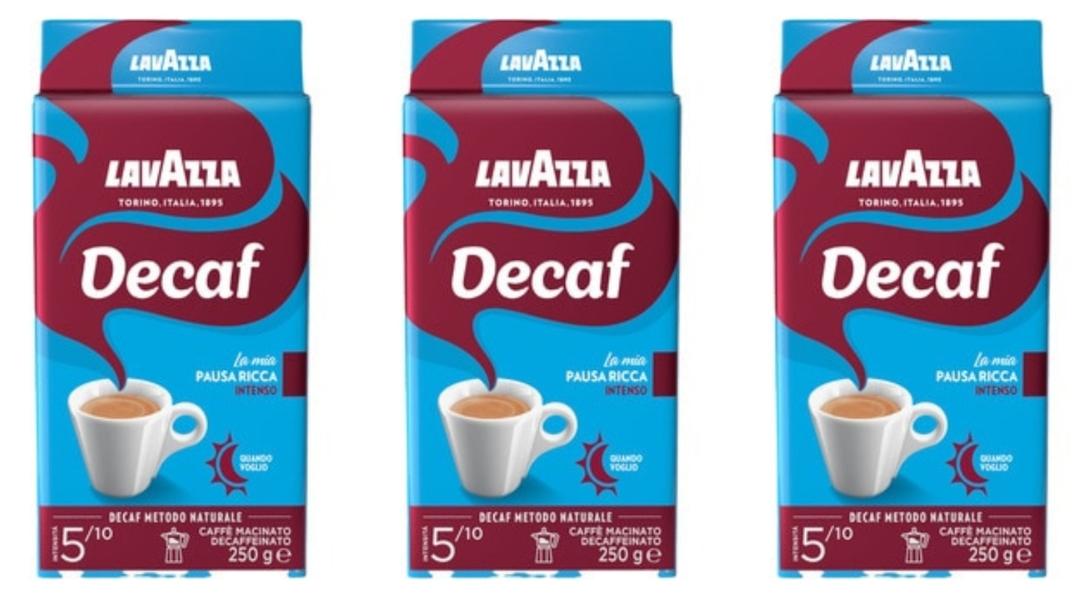 LAVAZZA
TORINO, ITALIA, 1895
LAVAZZA
TORINO, ITALIA, 1895
Decaf
La mia
PAUSA RICCA
INTENSO
QUANDO
VOGLIO
DECAF METODO NATURALE
INTENSITÀ
5/10
CAFFÈ MACINATO
DECAFFEINATO
250 g e
LAVAZZA
TORINO, ITALIA, 1895
LAVAZZA
TORINO, ITALIA, 1895
Decaf
La mia
PAUSA RICCA
INTENSO
QUANDO
VOGLIO
DECAF METODO NATURALE
INTENSITÀ
5/10
CAFFÈ MACINATO
DECAFFEINATO
250 g e
LAVAZZA
TORINO, ITALIA, 1895
LAVAZZA
TORINO, ITALIA, 1895
Decaf
La mia
PAUSA RICCA
INTENSO
QUANDO
VOGLIO
DECAF METODO NATURALE
INTENSITÀ
5/10
CAFFÈ MACINATO
DECAFFEINATO
250 g e